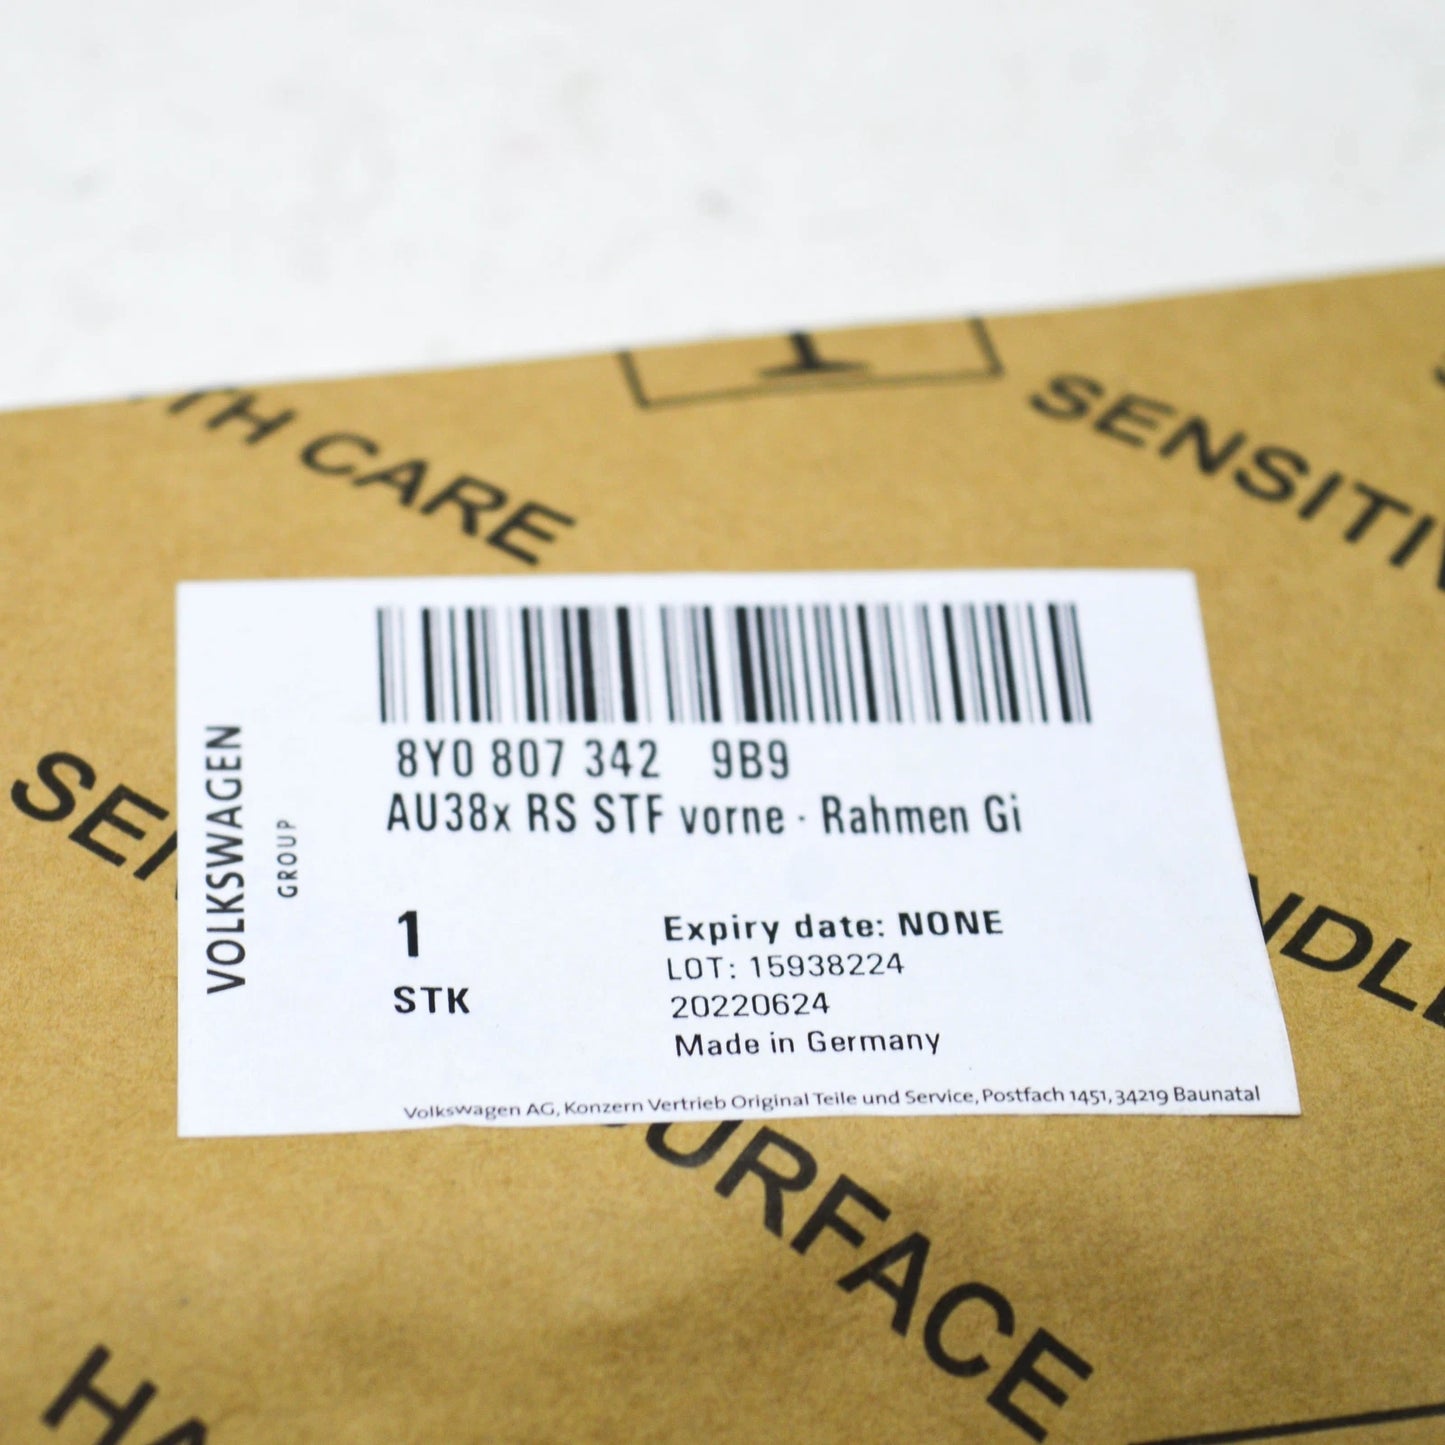 CARE
SENSITIV
VOLKSWAGEN
GROUP
8Y0 807 342 9B9
AU38x RS STF vorne · Rahmen Gi
1
STK
Expiry date: NONE
LOT: 15938224
20220624
Made in Germany
Volkswagen AG, Konzern Vertrieb Original Teile und Service, Postfach 1451, 34219 Baunatal
SEN
NDLE
URFACE
HA